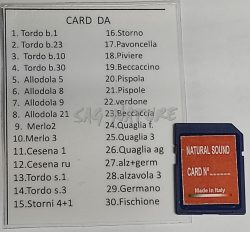 CARD DA
1. Tordo b.1
2. Tordo b.23
3. Tordo b.10
4. Tordo b.30
5. Allodola 5
6. Allodola 8
7. Allodola 9
8. Allodola 21
9. Merlo2
10.Merlo 3
11.Cesena 1
12.Cesena ru
13.Tordo s.1
14.Tordo s.3
15.Storni 4+1
16.Storno
17.Pavoncella
18.Piviere
19.Beccaccino
20.Pispola
21.Pispole
22.verdone
23.Beccaccia
24.Quaglia f.
25.Quaglia
26.Quaglia ag
27.alz+germ
28.alzavola 3
29.Germano
30.Fischione
NATURAL SOUND
CARD N°______
Made in Italy